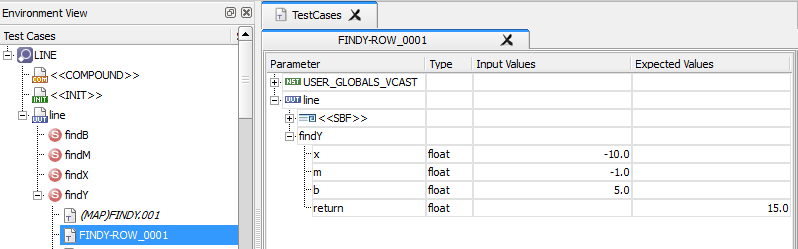 Environment View
Test Cases
LINE
<<COMPOUND>>
<<INIT>>
line
findB
findM
findX
findY
(MAP)FINDY.001
FINDY-ROW_0001
TestCases
FINDY-ROW_0001
Parameter Type Input Values Expected Values
USER_GLOBALS_VCAST
line
<<SBF>>
findY
x float -10.0
m float -1.0
b float 5.0
return float 15.0